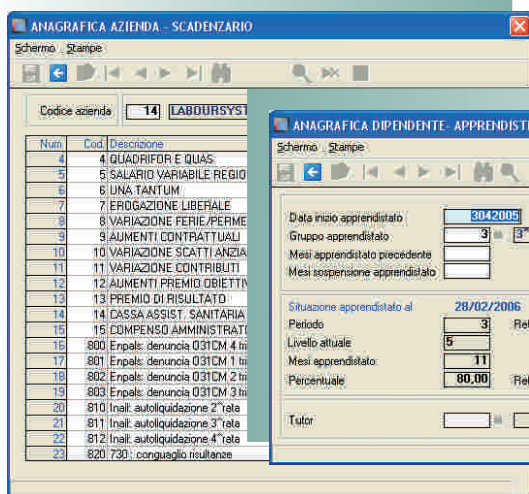 ANAGRAFICA AZIENDA - SCADENZARIO
Schermo Stampe
Codice azienda 14 LABOURSYST
Num Cod. Descrizione
4 4 QUADRIFOR E QUAS
5 5 SALARIO VARIABILE REGIO
6 6 UNA TANTUM
7 7 EROGAZIONE LIBERALE
8 8 VARIAZIONE FERIE/PERME
9 9 AUMENTI CONTRATTUALI
10 10 VARIAZIONE SCATTI ANZIA
11 11 VARIAZIONE CONTRIBUTI
12 12 AUMENTI PREMIO OBIETTIV
13 13 PREMIO DI RISULTATO
14 14 CASSA ASSIST. SANITARIA
15 15 COMPENSO AMMINISTRATO
16 800 Enpals: denuncia 031CM 4 tri
17 801 Enpals: denuncia 031CM 1 tri
18 802 Enpals: denuncia 031CM 2 tri
19 803 Enpals: denuncia 031CM 3 tri
20 810 Inail: autoliquidazione 2^rata
21 811 Inail: autoliquidazione 3^rata
22 812 Inail: autoliquidazione 4^rata
23 820 730 : conguaglio risultanze
ANAGRAFICA DIPENDENTE- APPRENDISTI
Schermo Stampe
Data inizio apprendistato 3042005
Gruppo apprendistato 3 3^
Mesi apprendistato precedente
Mesi sospensione apprendistato
Situazione apprendistato al 28/02/2006
Periodo 3 Ret
Livello attuale 5
Mesi apprendistato 11
Percentuale 80,00 Ret
Tutor